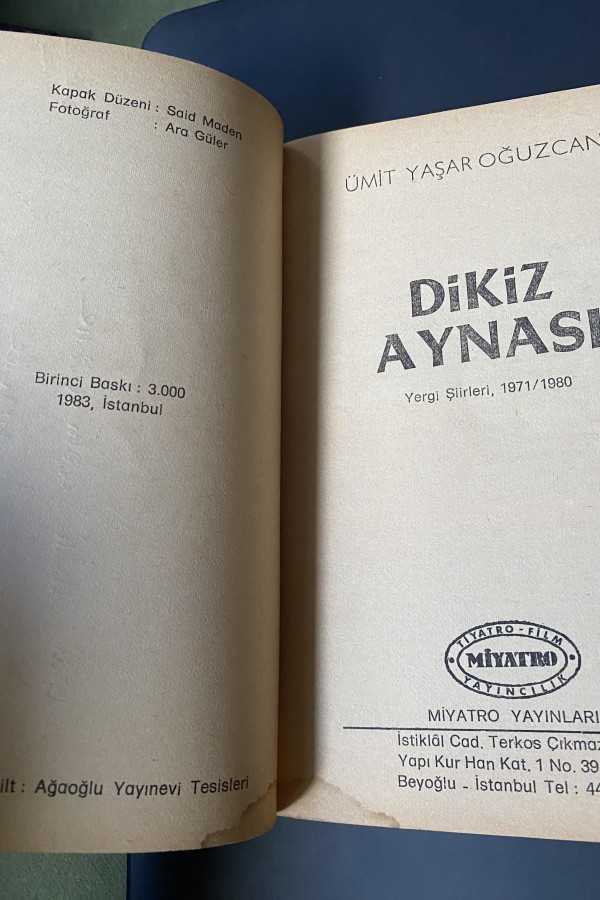 Kapak Düzeni : Said Maden
Fotoğraf : Ara Güler
Birinci Baskı : 3.000
1983, İstanbul
ilt : Ağaoğlu Yayınevi Tesisleri
ÜMİT YAŞAR OĞUZCAN
DİKİZ
AYNASI
Yergi Şiirleri, 1971/1980
TİYATRO - FİLM
MİYATRO
YAYINCILIK
MİYATRO YAYINLARI
İstiklâl Cad. Terkos Çıkmaz
Yapı Kur Han Kat. 1 No. 39
Beyoğlu - İstanbul Tel : 44